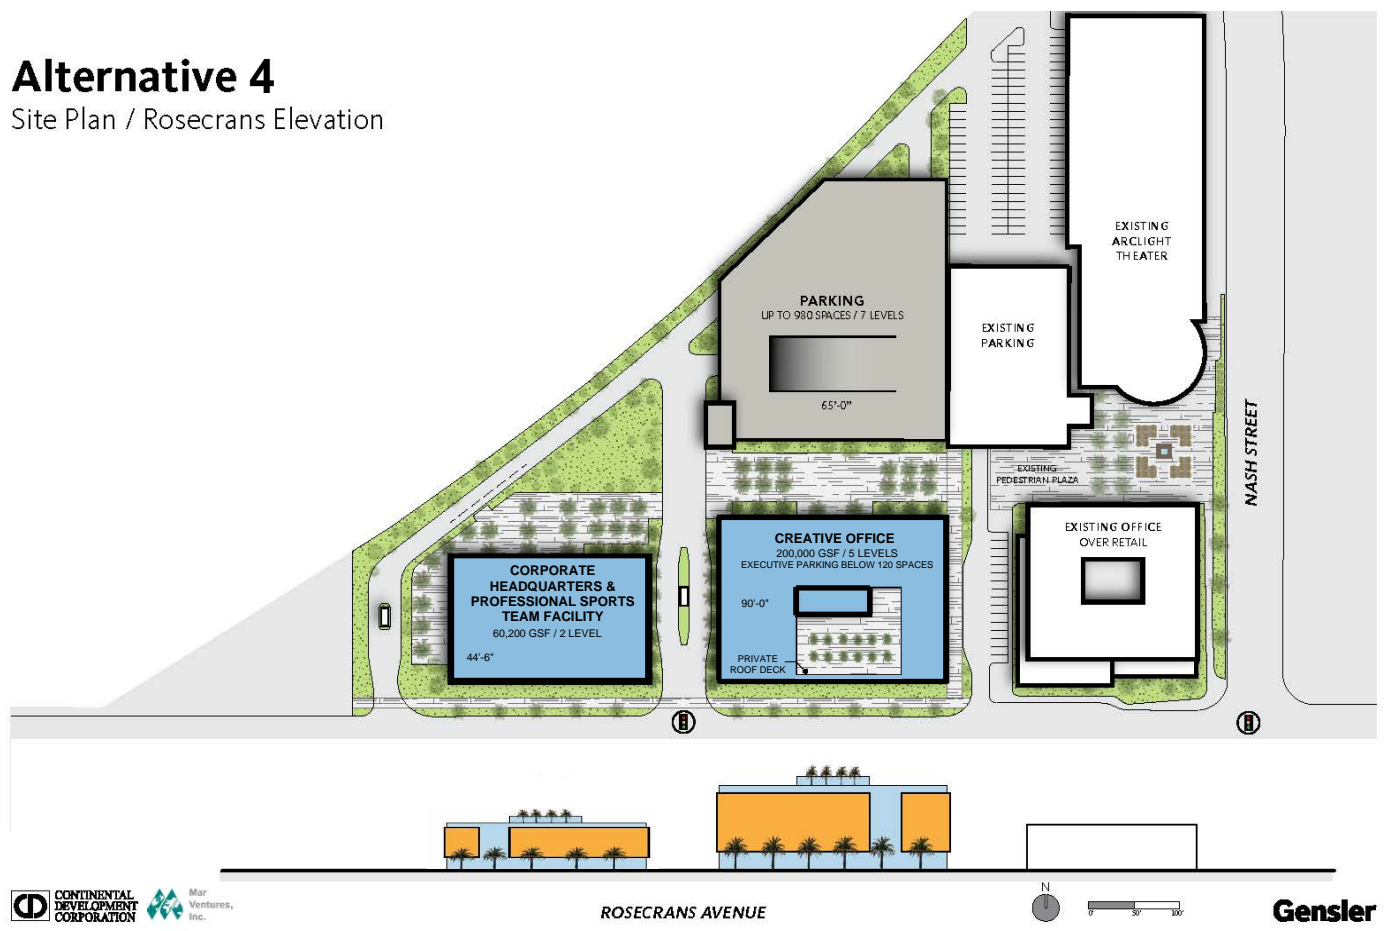 Alternative 4
Site Plan / Rosecrans Elevation
EXISTING
ARCLIGHT
THEATER
PARKING
UP TO 980 SPACES / 7 LEVELS
65'-0"
EXISTING
PARKING
NASH STREET
EXISTING
PEDESTRIAN PLAZA
CORPORATE
HEADQUARTERS &
PROFESSIONAL SPORTS
TEAM FACILITY
60,200 GSF / 2 LEVEL
44'-6"
CREATIVE OFFICE
200,000 GSF / 5 LEVELS
EXECUTIVE PARKING BELOW 120 SPACES
90'-0"
PRIVATE
ROOF DECK
EXISTING OFFICE
OVER RETAIL
CONTINENTAL
DEVELOPMENT
CORPORATION
Mar
Ventures,
Inc.
ROSECRANS AVENUE
N
0' 50' 100'
Gensler